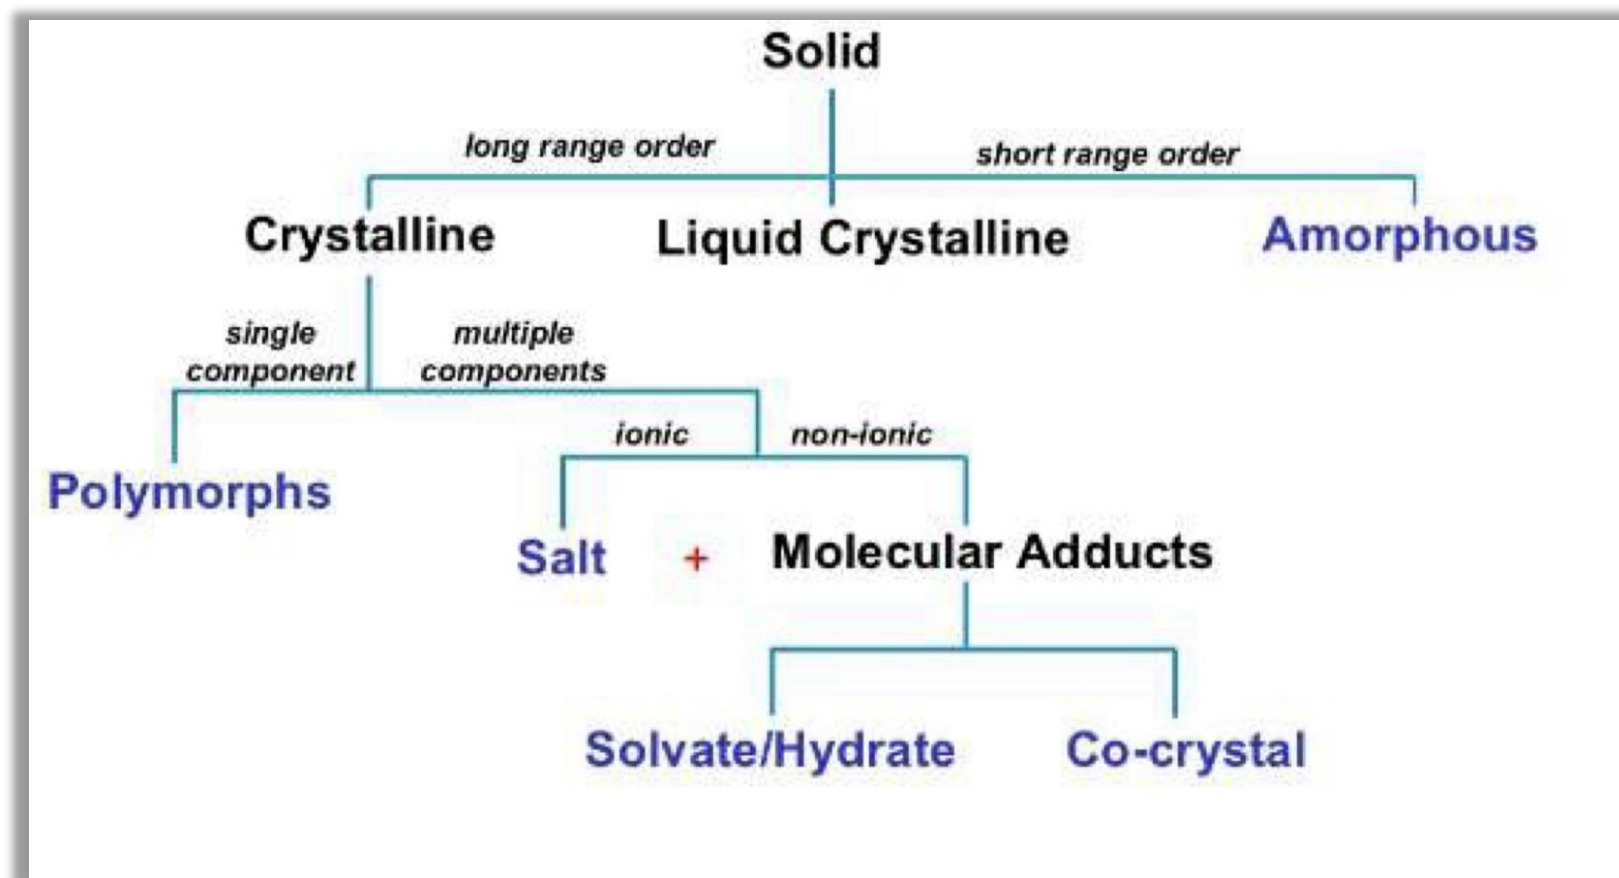 Solid
long range order
short range order
Crystalline
Liquid Crystalline
Amorphous
single
component
multiple
components
ionic
non-ionic
Polymorphs
Salt
+
Molecular Adducts
Solvate/Hydrate
Co-crystal